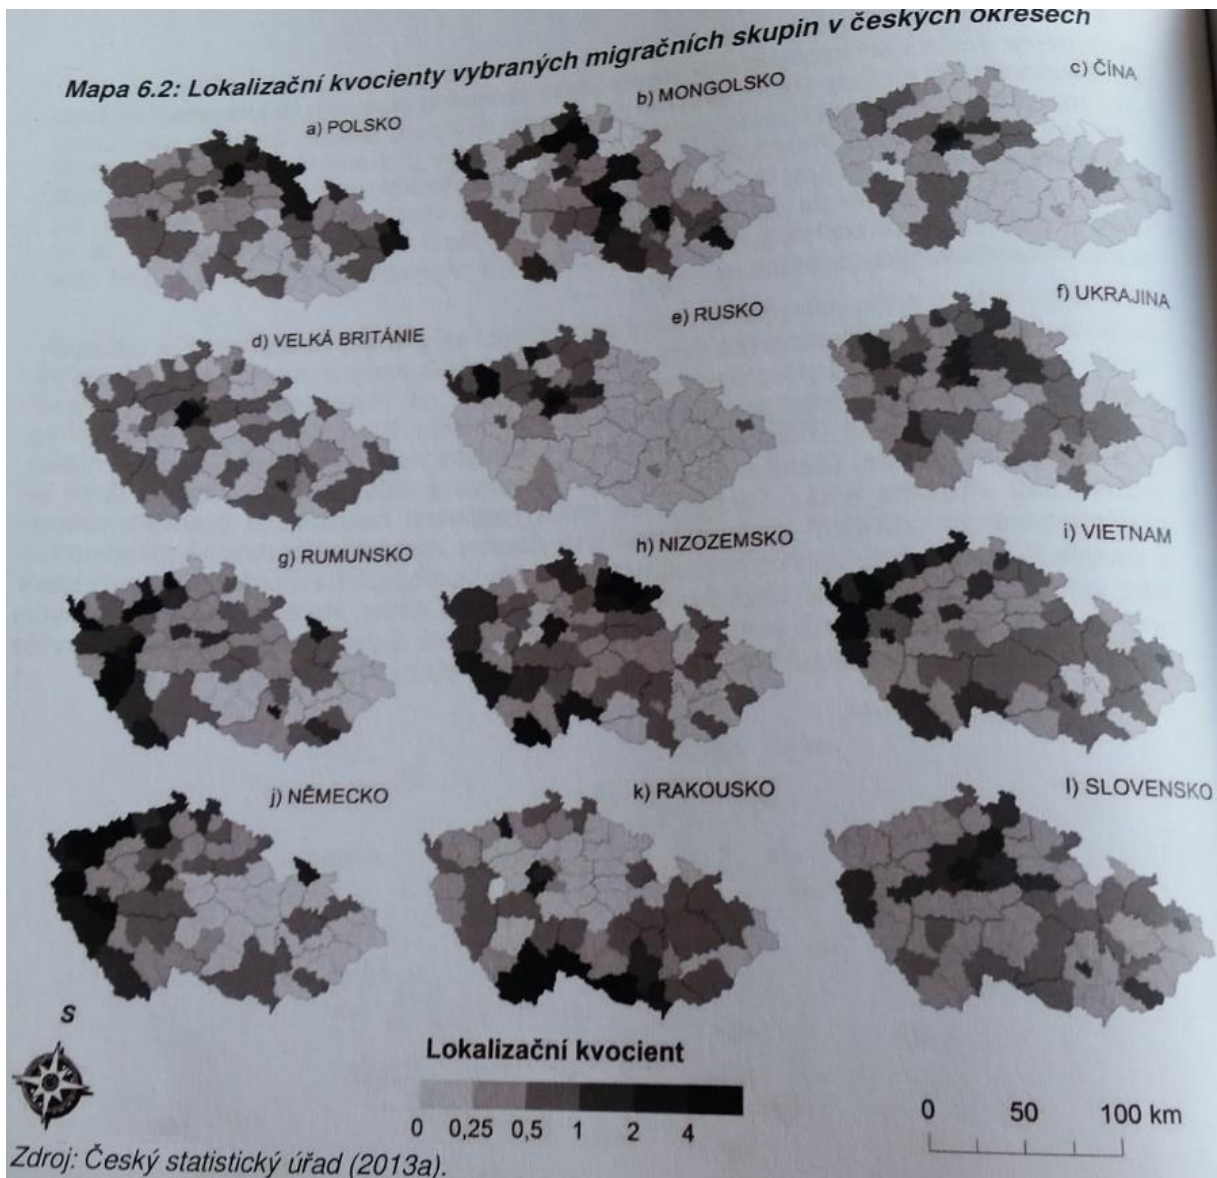 Mapa 6.2: Lokalizační kvocienty vybraných migračních skupin v českých okresech
a) POLSKO
b) MONGOLSKO
c) ČÍNA
d) VELKÁ BRITÁNIE
e) RUSKO
f) UKRAJINA
g) RUMUNSKO
h) NIZOZEMSKO
i) VIETNAM
j) NĚMECKO
k) RAKOUSKO
l) SLOVENSKO
S
Lokalizační kvocient
0 0,25 0,5 1 2 4
0 50 100 km
Zdroj: Český statistický úřad (2013a).